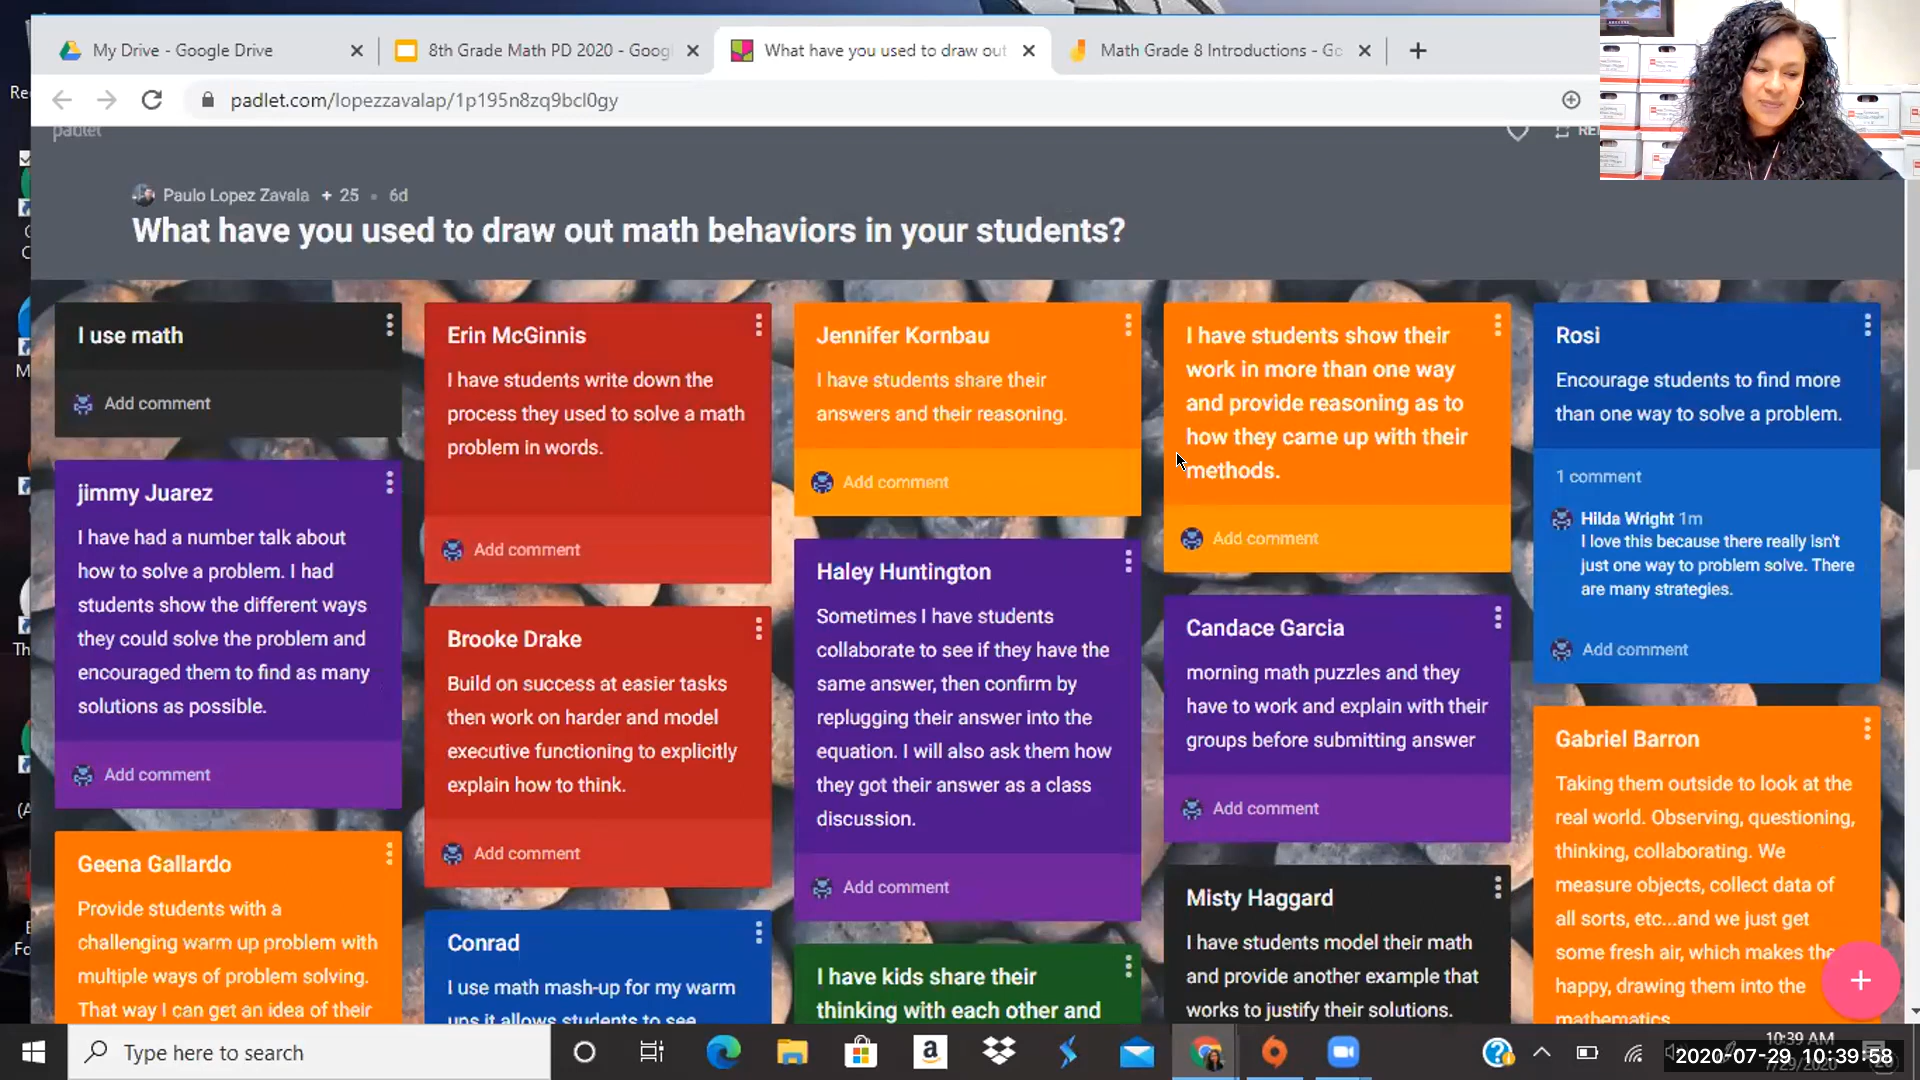 My Drive - Google Drive
8th Grade Math PD 2020 - Goog
What have you used to draw out
Math Grade 8 Introductions - Go
padlet.com/lopezzavalap/1p195n8zq9bcl0gy
padlet
Paulo Lopez Zavala + 25 • 6d
What have you used to draw out math behaviors in your students?
I use math
Add comment
jimmy Juarez
I have had a number talk about
how to solve a problem. I had
students show the different ways
they could solve the problem and
encouraged them to find as many
solutions as possible.
Add comment
Geena Gallardo
Provide students with a
challenging warm up problem with
multiple ways of problem solving.
That way I can get an idea of their
Erin McGinnis
I have students write down the
process they used to solve a math
problem in words.
Add comment
Brooke Drake
Build on success at easier tasks
then work on harder and model
executive functioning to explicitly
explain how to think.
Add comment
Conrad
I use math mash-up for my warm
ups it allows students to see
Jennifer Kornbau
I have students share their
answers and their reasoning.
Add comment
Haley Huntington
Sometimes I have students
collaborate to see if they have the
same answer, then confirm by
replugging their answer into the
equation. I will also ask them how
they got their answer as a class
discussion.
Add comment
I have kids share their
thinking with each other and
I have students show their
work in more than one way
and provide reasoning as to
how they came up with their
methods.
Add comment
Candace Garcia
morning math puzzles and they
have to work and explain with their
groups before submitting answer
Add comment
Misty Haggard
I have students model their math
and provide another example that
works to justify their solutions.
Rosi
Encourage students to find more
than one way to solve a problem.
1 comment
Hilda Wright 1m
I love this because there really isn't
just one way to problem solve. There
are many strategies.
Add comment
Gabriel Barron
Taking them outside to look at the
real world. Observing, questioning,
thinking, collaborating. We
measure objects, collect data of
all sorts, etc...and we just get
some fresh air, which makes the
happy, drawing them into the
mathematics
Type here to search
10:39 AM
2020-07-29 10:39:58